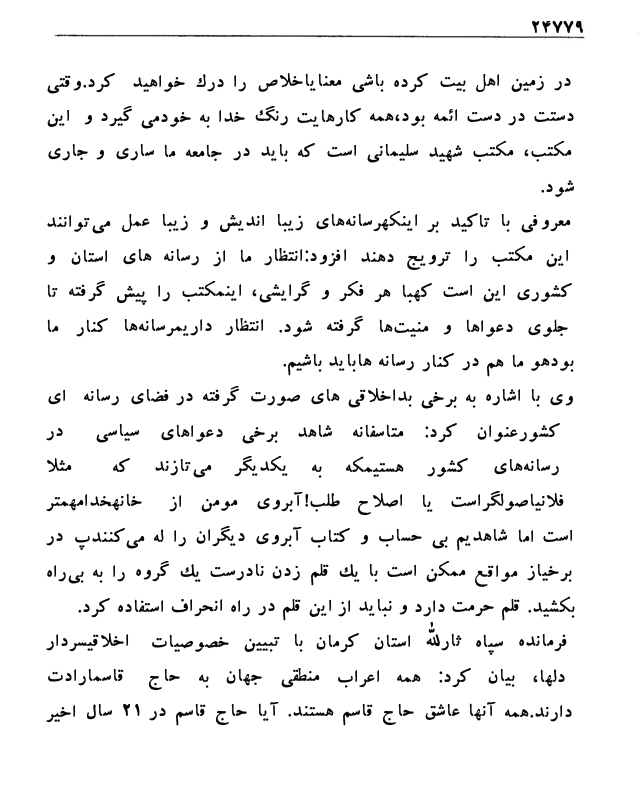 ۲۴۷۷۹
در زمین اهل بیت کرده باشی معنایاخلاص را درك خواهید کرد.وقتی
دستت در دست ائمه بود،همه کارهایت رنگ خدا به خودمی گیرد و این
مکتب، مکتب شهید سلیمانی است که باید در جامعه ما ساری و جاری
شود.
معروفی با تاکید بر اینکهرسانه‌های زیبا اندیش و زیبا عمل می‌توانند
این مکتب را ترویج دهند افزود:انتظار ما از رسانه های استان و
کشوری این است کهبا هر فکر و گرایشی، اینمکتب را پیش گرفته تا
جلوی دعواها و منیت‌ها گرفته شود. انتظار داریمرسانه‌ها کنار ما
بودهو ما هم در کنار رسانه هاباید باشیم.
وی با اشاره به برخی بداخلاقی های صورت گرفته در فضای رسانه ای
کشورعنوان کرد: متاسفانه شاهد برخی دعواهای سیاسی در
رسانه‌های کشور هستیمکه به یکدیگر می‌تازند که مثلا
فلانیاصولگراست یا اصلاح طلب!آبروی مومن از خانهخدامهمتر
است اما شاهدیم بی حساب و کتاب آبروی دیگران را له می‌کنندپ در
برخیاز مواقع ممکن است با یك قلم زدن نادرست یك گروه را به بی‌راه
بکشید. قلم حرمت دارد و نباید از این قلم در راه انحراف استفاده کرد.
فرمانده سپاه ثارالله استان کرمان با تبیین خصوصیات اخلاقیسردار
دلها، بیان کرد: همه اعراب منطقی جهان به حاج قاسمارادت
دارند.همه آنها عاشق حاج قاسم هستند. آیا حاج قاسم در ۲۱ سال اخیر